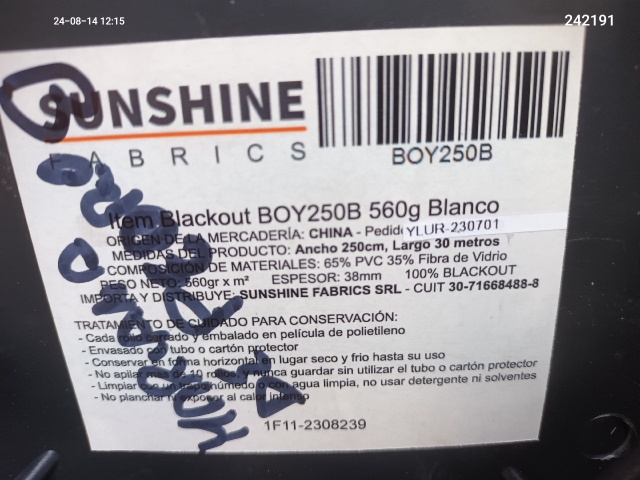 24-08-14 12:15
242191
SUNSHINE
FABRICS
BOY250B
Item Blackout BOY250B 560g Blanco
ORIGEN DE LA MERCADERÍA: CHINA - Pedido YLUR-230701
MEDIDAS DEL PRODUCTO: Ancho 250cm, Largo 30 metros
COMPOSICIÓN DE MATERIALES: 65% PVC 35% Fibra de Vidrio
PESO NETO: 560gr x m² ESPESOR: 38mm 100% BLACKOUT
IMPORTA Y DISTRIBUYE: SUNSHINE FABRICS SRL - CUIT 30-71668488-8
TRATAMIENTO DE CUIDADO PARA CONSERVACIÓN:
- Cada rollo cerrado y embalado en película de polietileno
- Envasado con tubo o cartón protector
- Conservar en forma horizontal en lugar seco y frio hasta su uso
- No apilar mas de 10 rollos y nunca guardar sin utilizar el tubo o cartón protector
- Limpiar con un trapo húmedo o con agua limpia, no usar detergente ni solventes
- No planchar ny exponer al calor intenso
1F11-2308239